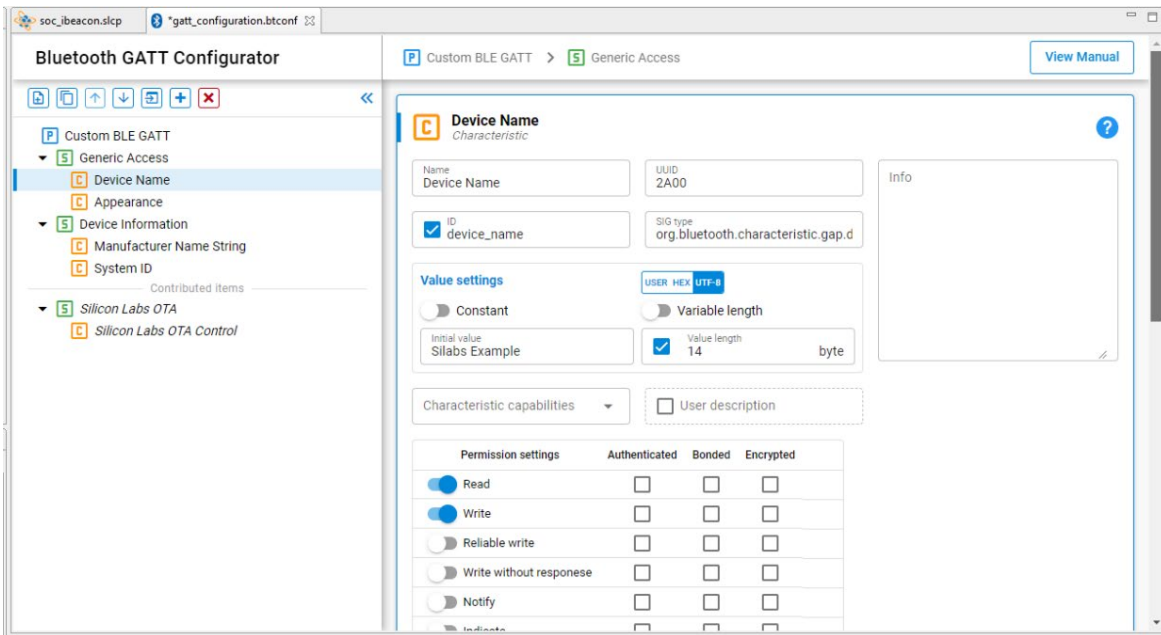 soc_ibeacon.slcp
*gatt_configuration.btconf
Bluetooth GATT Configurator
P Custom BLE GATT
S Generic Access
C Device Name
C Appearance
S Device Information
C Manufacturer Name String
C System ID
Contributed items
S Silicon Labs OTA
C Silicon Labs OTA Control
P Custom BLE GATT > S Generic Access
View Manual
C Device Name
Characteristic
?
Name
Device Name
UUID
2A00
Info
ID
device_name
SIG type
org.bluetooth.characteristic.gap.d
Value settings
USER HEX UTF-8
Constant
Variable length
Initial value
Silabs Example
Value length
14 byte
Characteristic capabilities
User description
Permission settings Authenticated Bonded Encrypted
Read
Write
Reliable write
Write without responese
Notify
Indicate